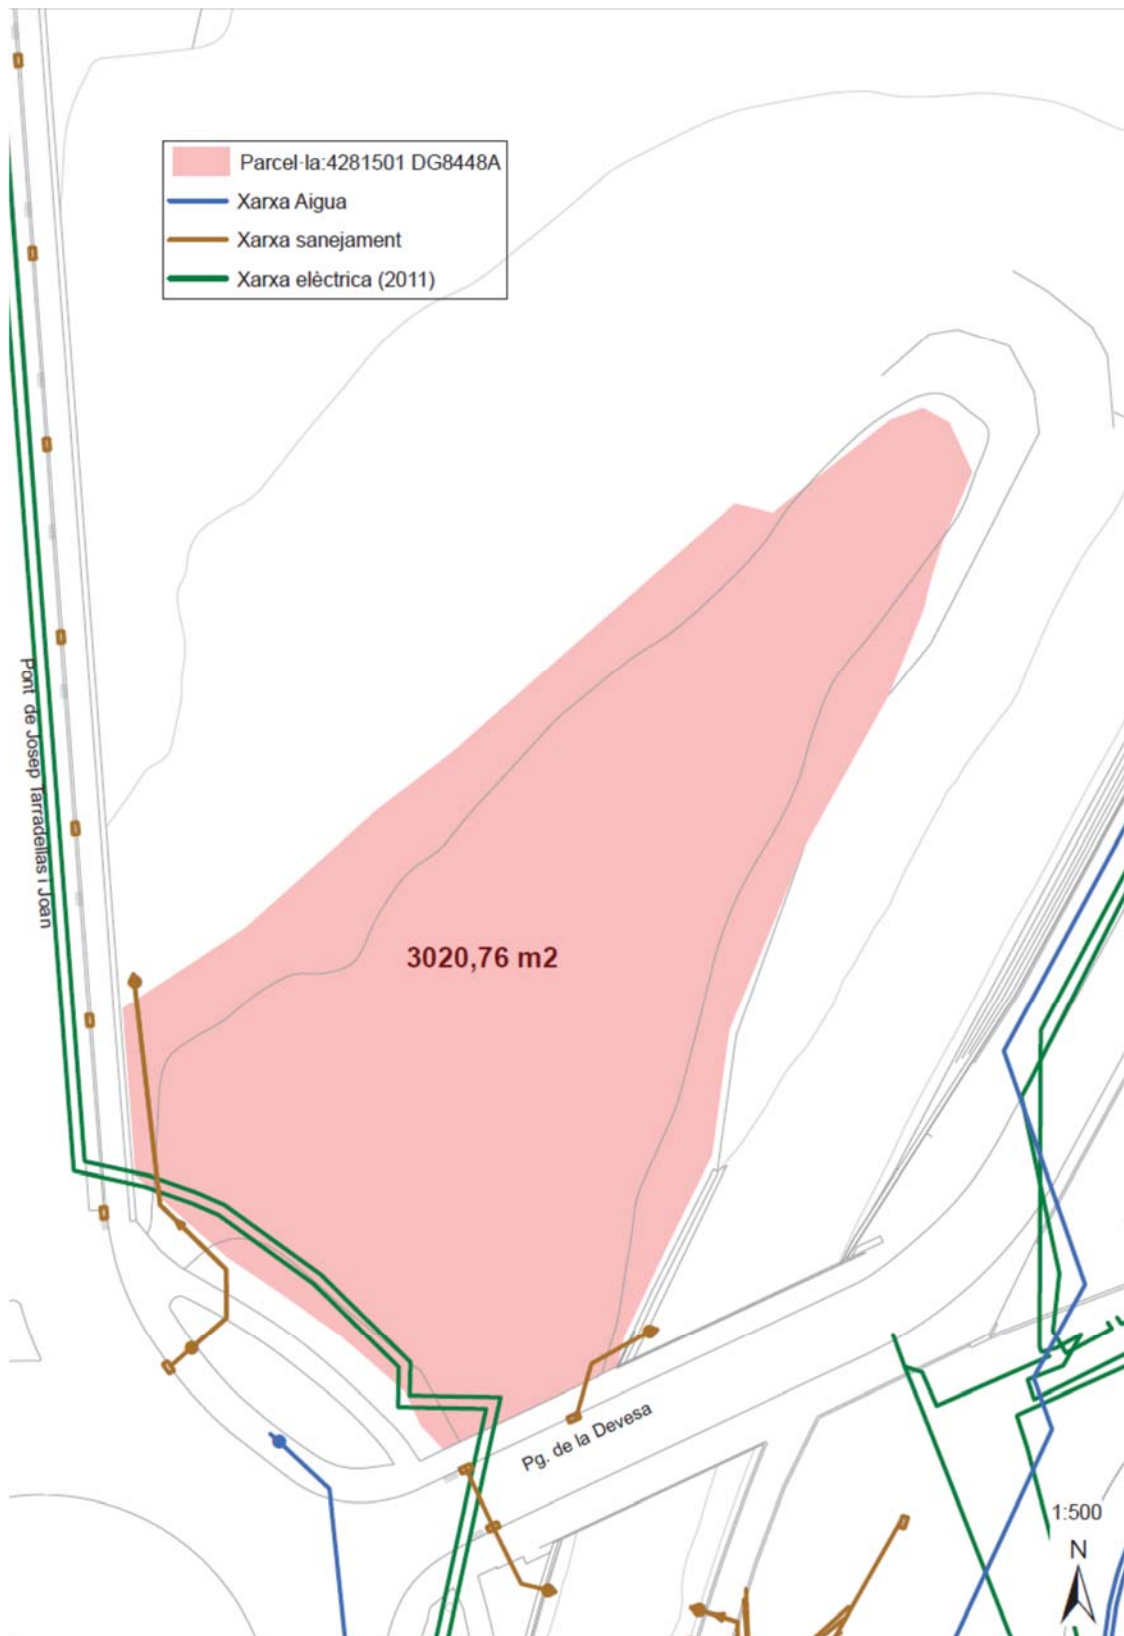 Parcel·la:4281501 DG8448A
Xarxa Aigua
Xarxa sanejament
Xarxa elèctrica (2011)
Pont de Josep Tarradellas i Joan
3020,76 m2
Pg. de la Devesa
1:500
N